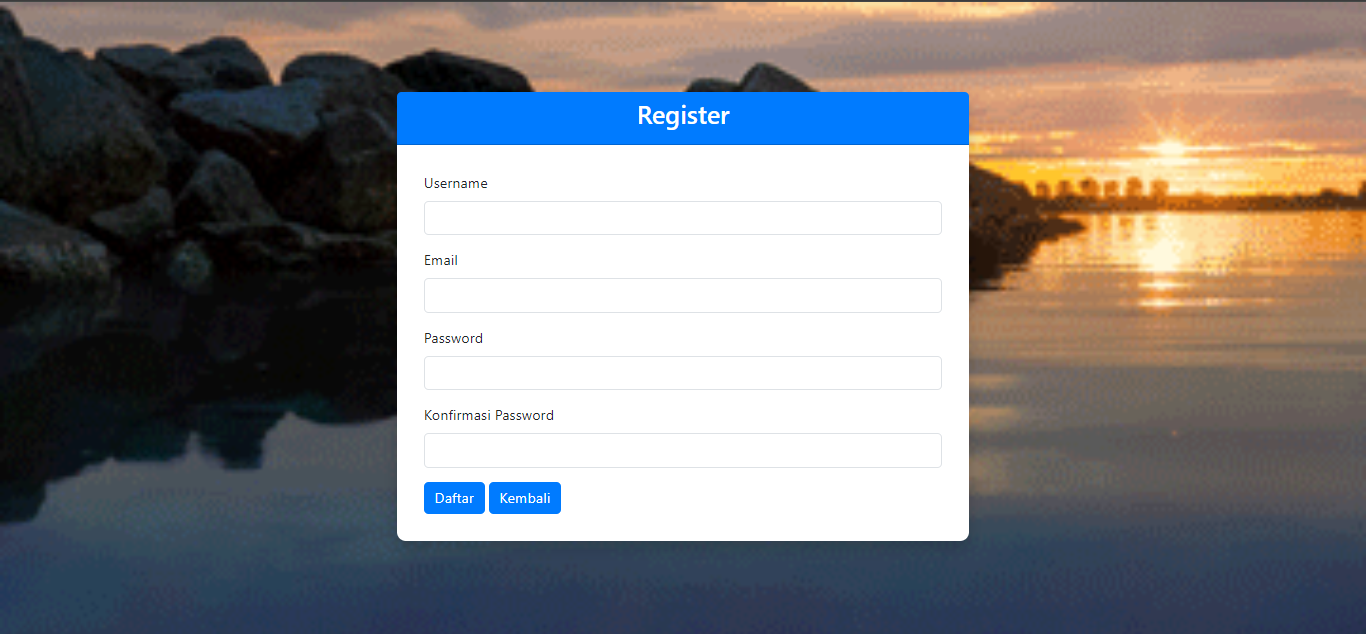 Register
Username
Email
Password
Konfirmasi Password
Daftar Kembali